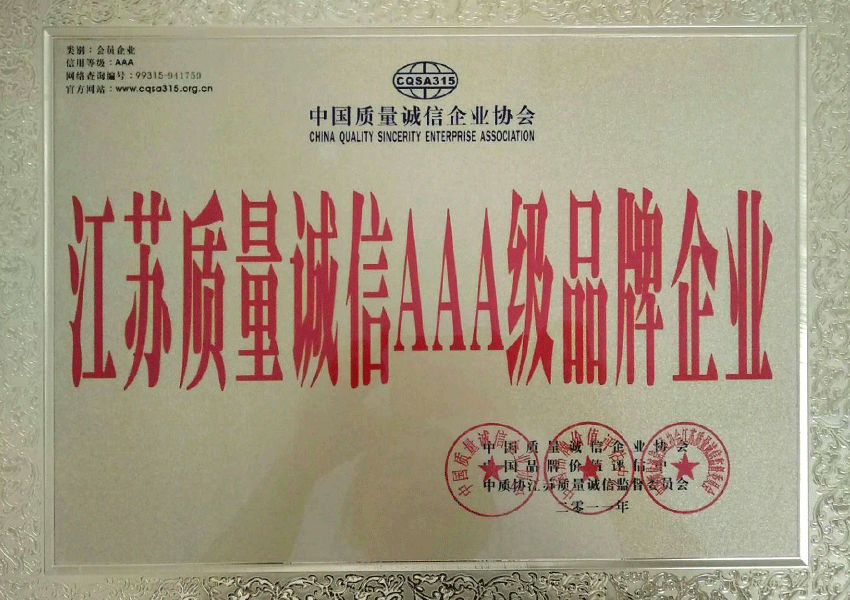 类别：会员企业
信用等级：AAA
网络查询编号：99315-941750
官方网站：www.cqsa315.org.cn
CQSA315
中国质量诚信企业协会
CHINA QUALITY SINCERITY ENTERPRISE ASSOCIATION
江苏质量诚信AAA级品牌企业
中国质量诚信企业协会
中国品牌价值评估中
中质协江苏质量诚信监督委员会
二零一一年